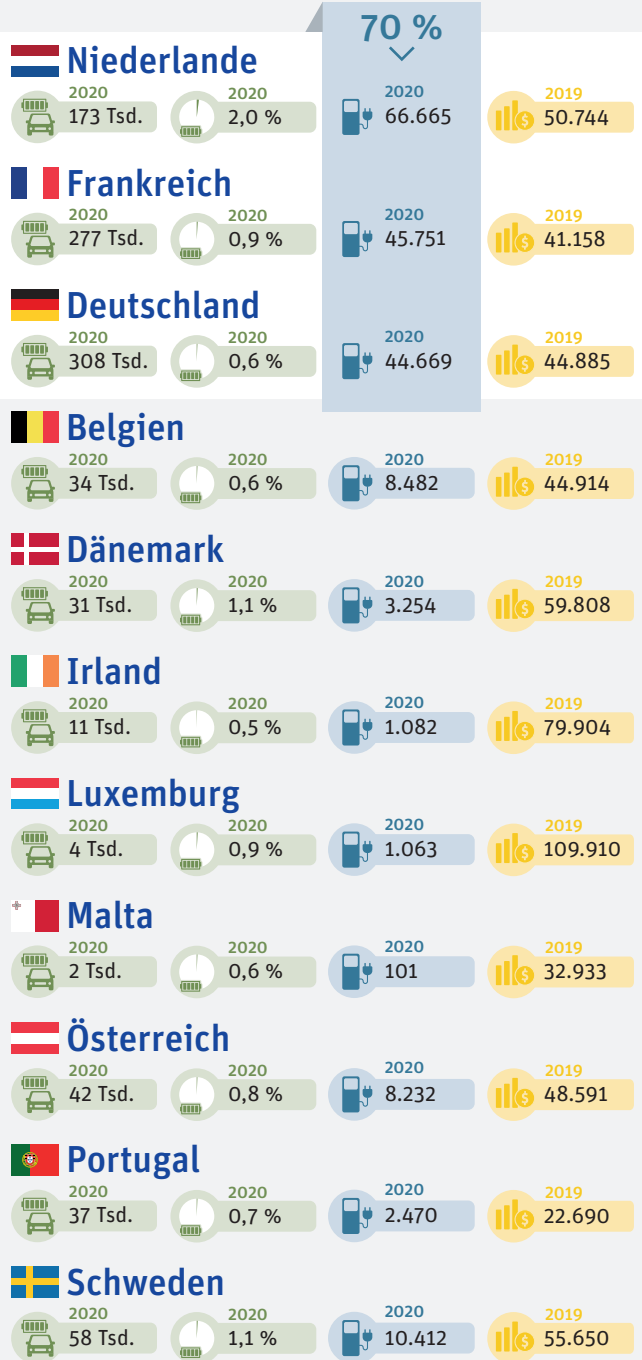 70 %
Niederlande
2020 2020 2020 2019
173 Tsd. 2,0 % 66.665 50.744
Frankreich
2020 2020 2020 2019
277 Tsd. 0,9 % 45.751 41.158
Deutschland
2020 2020 2020 2019
308 Tsd. 0,6 % 44.669 44.885
Belgien
2020 2020 2020 2019
34 Tsd. 0,6 % 8.482 44.914
Dänemark
2020 2020 2020 2019
31 Tsd. 1,1 % 3.254 59.808
Irland
2020 2020 2020 2019
11 Tsd. 0,5 % 1.082 79.904
Luxemburg
2020 2020 2020 2019
4 Tsd. 0,9 % 1.063 109.910
Malta
2020 2020 2020 2019
2 Tsd. 0,6 % 101 32.933
Österreich
2020 2020 2020 2019
42 Tsd. 0,8 % 8.232 48.591
Portugal
2020 2020 2020 2019
37 Tsd. 0,7 % 2.470 22.690
Schweden
2020 2020 2020 2019
58 Tsd. 1,1 % 10.412 55.650